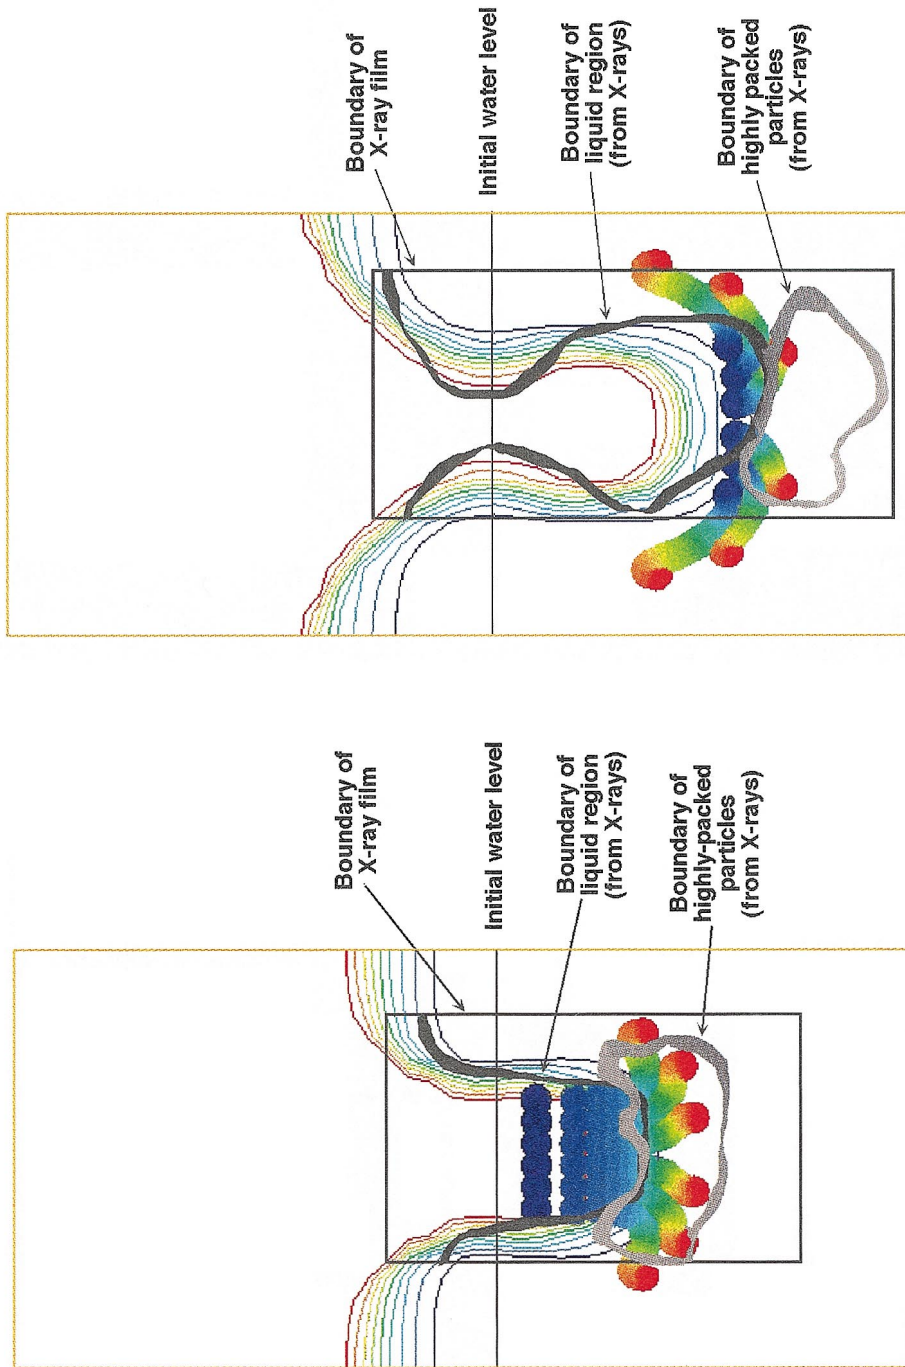 Boundary of
X-ray film
Initial water level
Boundary of
liquid region
(from X-rays)
Boundary of
highly-packed
particles
(from X-rays)
Boundary of
X-ray film
Initial water level
Boundary of
liquid region
(from X-rays)
Boundary of
highly packed
particles
(from X-rays)